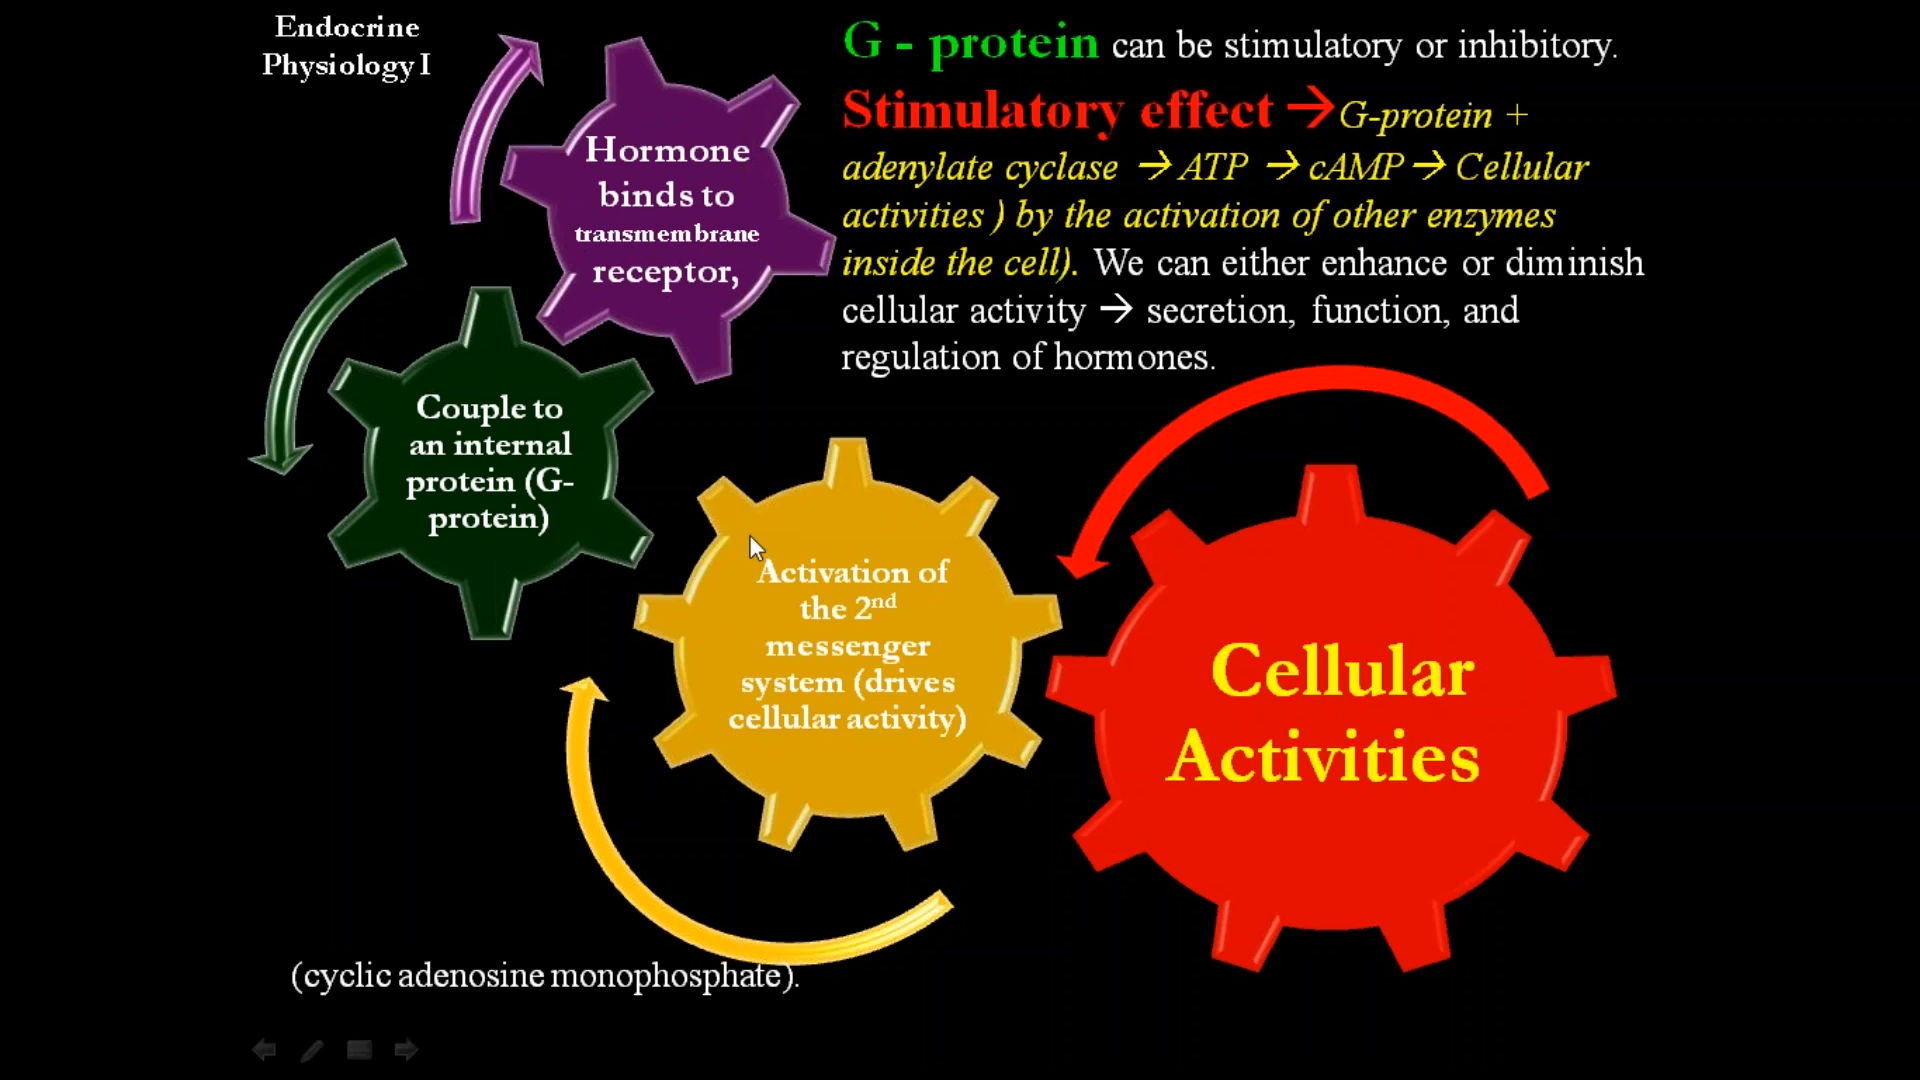 Endocrine
Physiology I
G - protein can be stimulatory or inhibitory.
Stimulatory effect → G-protein +
adenylate cyclase → ATP → cAMP → Cellular
activities ) by the activation of other enzymes
inside the cell). We can either enhance or diminish
cellular activity → secretion, function, and
regulation of hormones.
Hormone
binds to
transmembrane
receptor,
Couple to
an internal
protein (G-
protein)
Activation of
the 2nd
messenger
system (drives
cellular activity)
Cellular
Activities
(cyclic adenosine monophosphate).